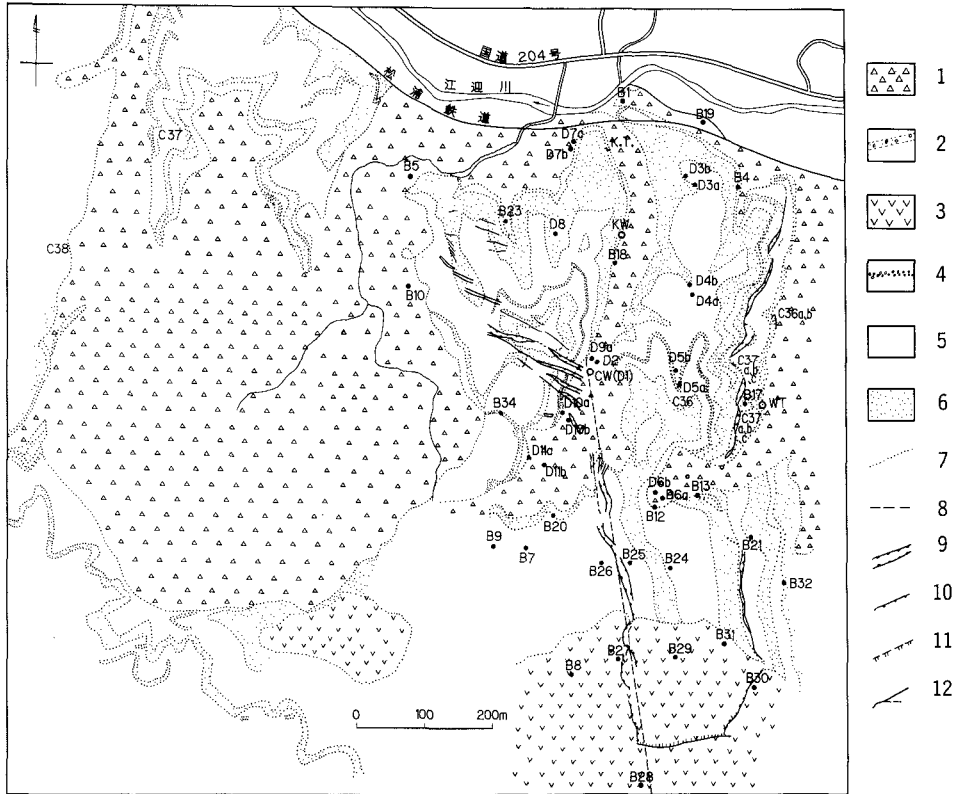 国道 204号
江迎川
松浦鉄道
B1
B19
C37
D7a
D7b
K.T.
B5
D3b
D3a
B4
B23
D8
KW
C38
B18
D4b
B10
D4a
C36a,b
D9a
D2
D5b
C37
a,b
CW(D1)
D5a
C36
B17
WT
B34
D10a
C37
a,b
c
D10b
D11a
D11b
D6b
B13
D6a
B12
B20
B9
B7
B21
B25
B26
B24
B32
B31
B27
B29
B8
B30
0 100 200m
B28
1
2
3
4
5
6
7
8
9
10
11
12